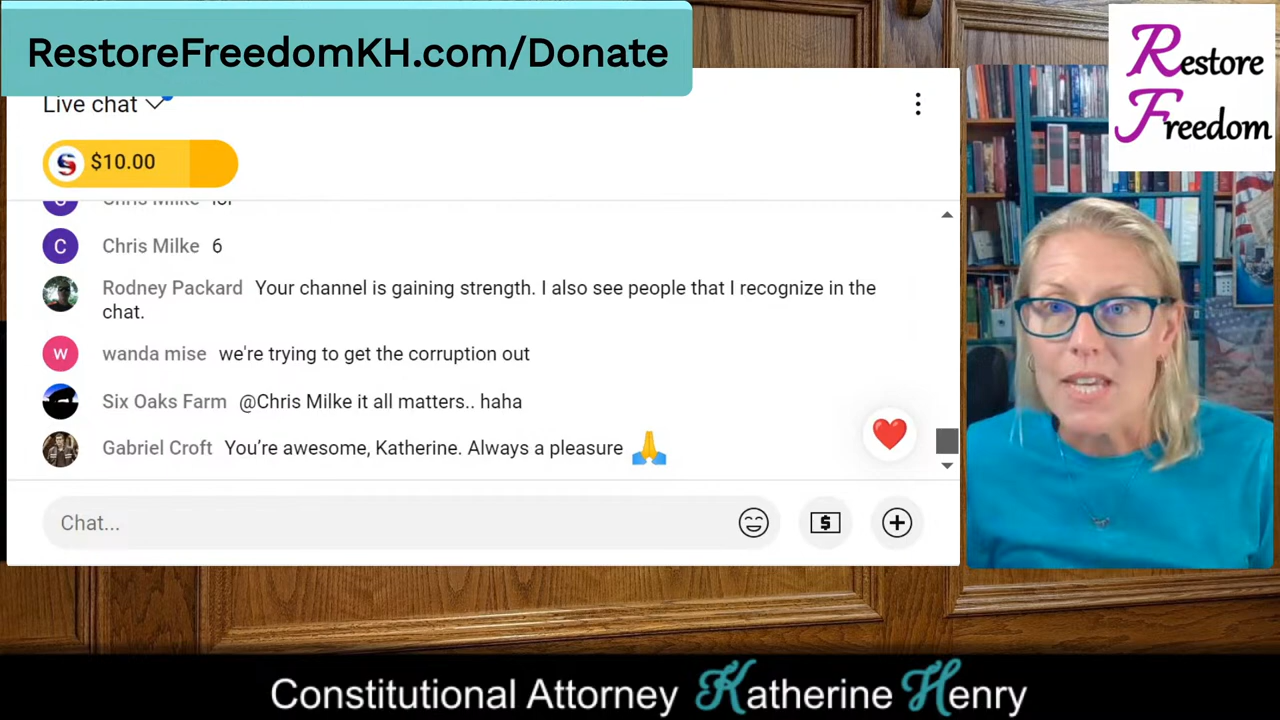 RestoreFreedomKH.com/Donate
Restore
Freedom
Live chat
$10.00
Chris Milke
Chris Milke 6
Rodney Packard Your channel is gaining strength. I also see people that I recognize in the
chat.
wanda mise we're trying to get the corruption out
Six Oaks Farm @Chris Milke it all matters.. haha
Gabriel Croft You’re awesome, Katherine. Always a pleasure 🙏
Chat...
Constitutional Attorney Katherine Henry